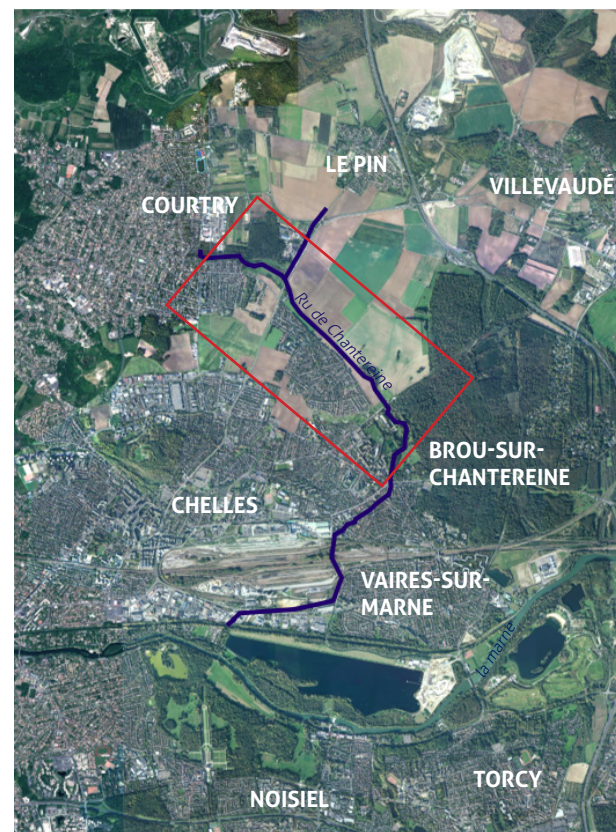 LE PIN
VILLEVAUDÉ
COURTRY
Ru de Chantereine
BROU-SUR-
CHANTEREINE
CHELLES
VAIRES-SUR-
MARNE
la marne
TORCY
NOISIEL